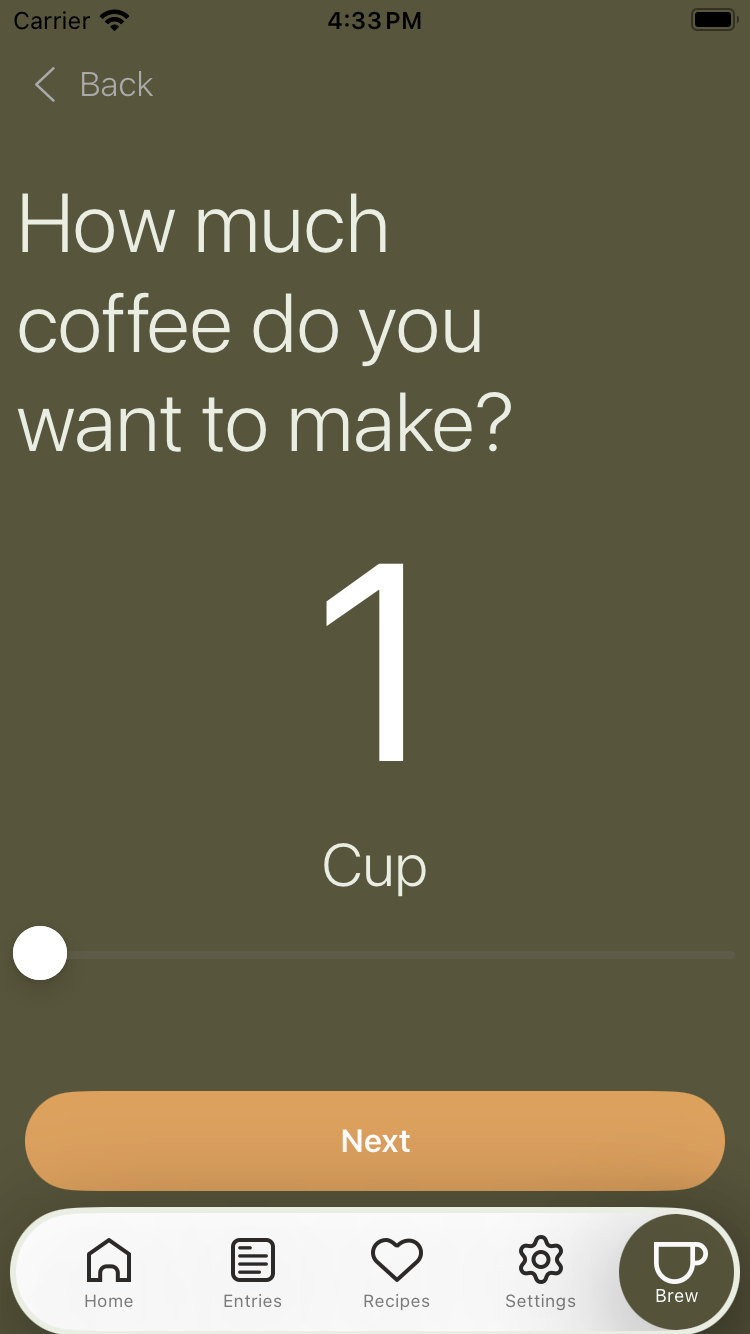 Carrier 4:33 PM
Back
How much
coffee do you
want to make?
1
Cup
Next
Home Entries Recipes Settings Brew